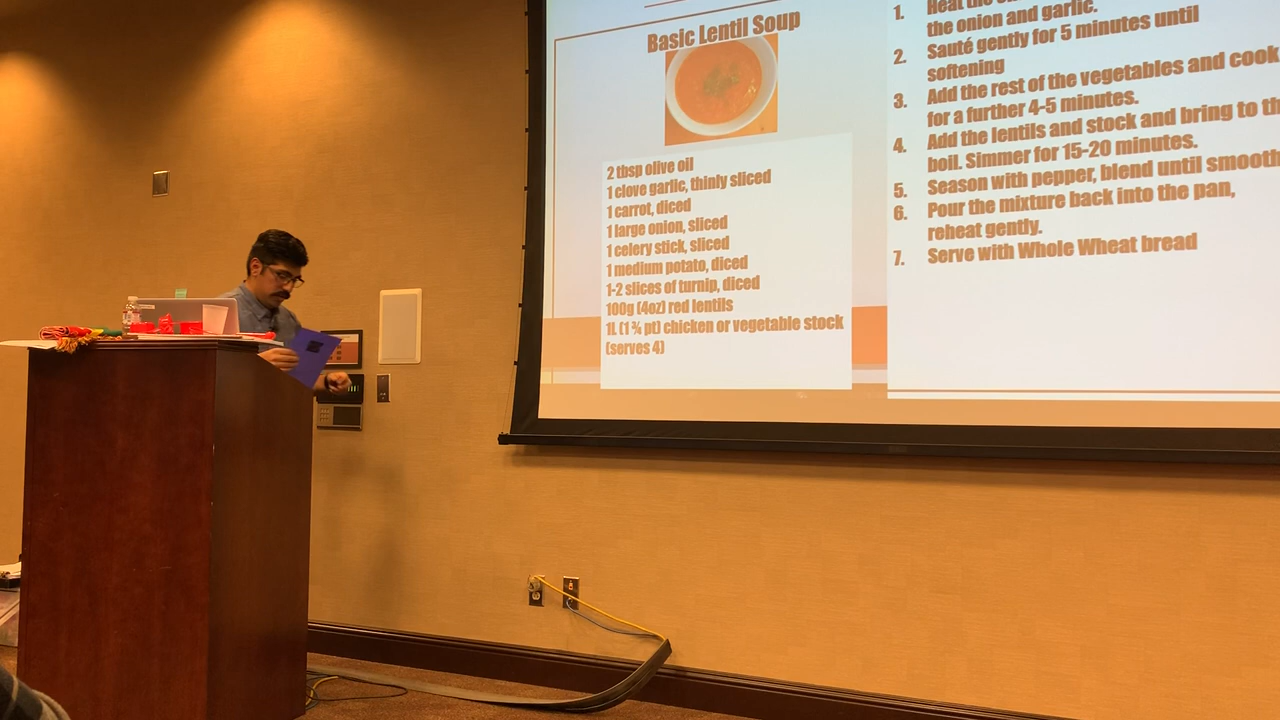 Basic Lentil Soup
2 tbsp olive oil
1 clove garlic, thinly sliced
1 carrot, diced
1 large onion, sliced
1 celery stick, sliced
1 medium potato, diced
1-2 slices of turnip, diced
100g (4oz) red lentils
1L (1 ¾ pt) chicken or vegetable stock
(serves 4)
1. Heat the
the onion and garlic.
2. Sauté gently for 5 minutes until
softening
3. Add the rest of the vegetables and cook
for a further 4-5 minutes.
4. Add the lentils and stock and bring to th
boil. Simmer for 15-20 minutes.
5. Season with pepper, blend until smooth
6. Pour the mixture back into the pan,
reheat gently.
7. Serve with Whole Wheat bread